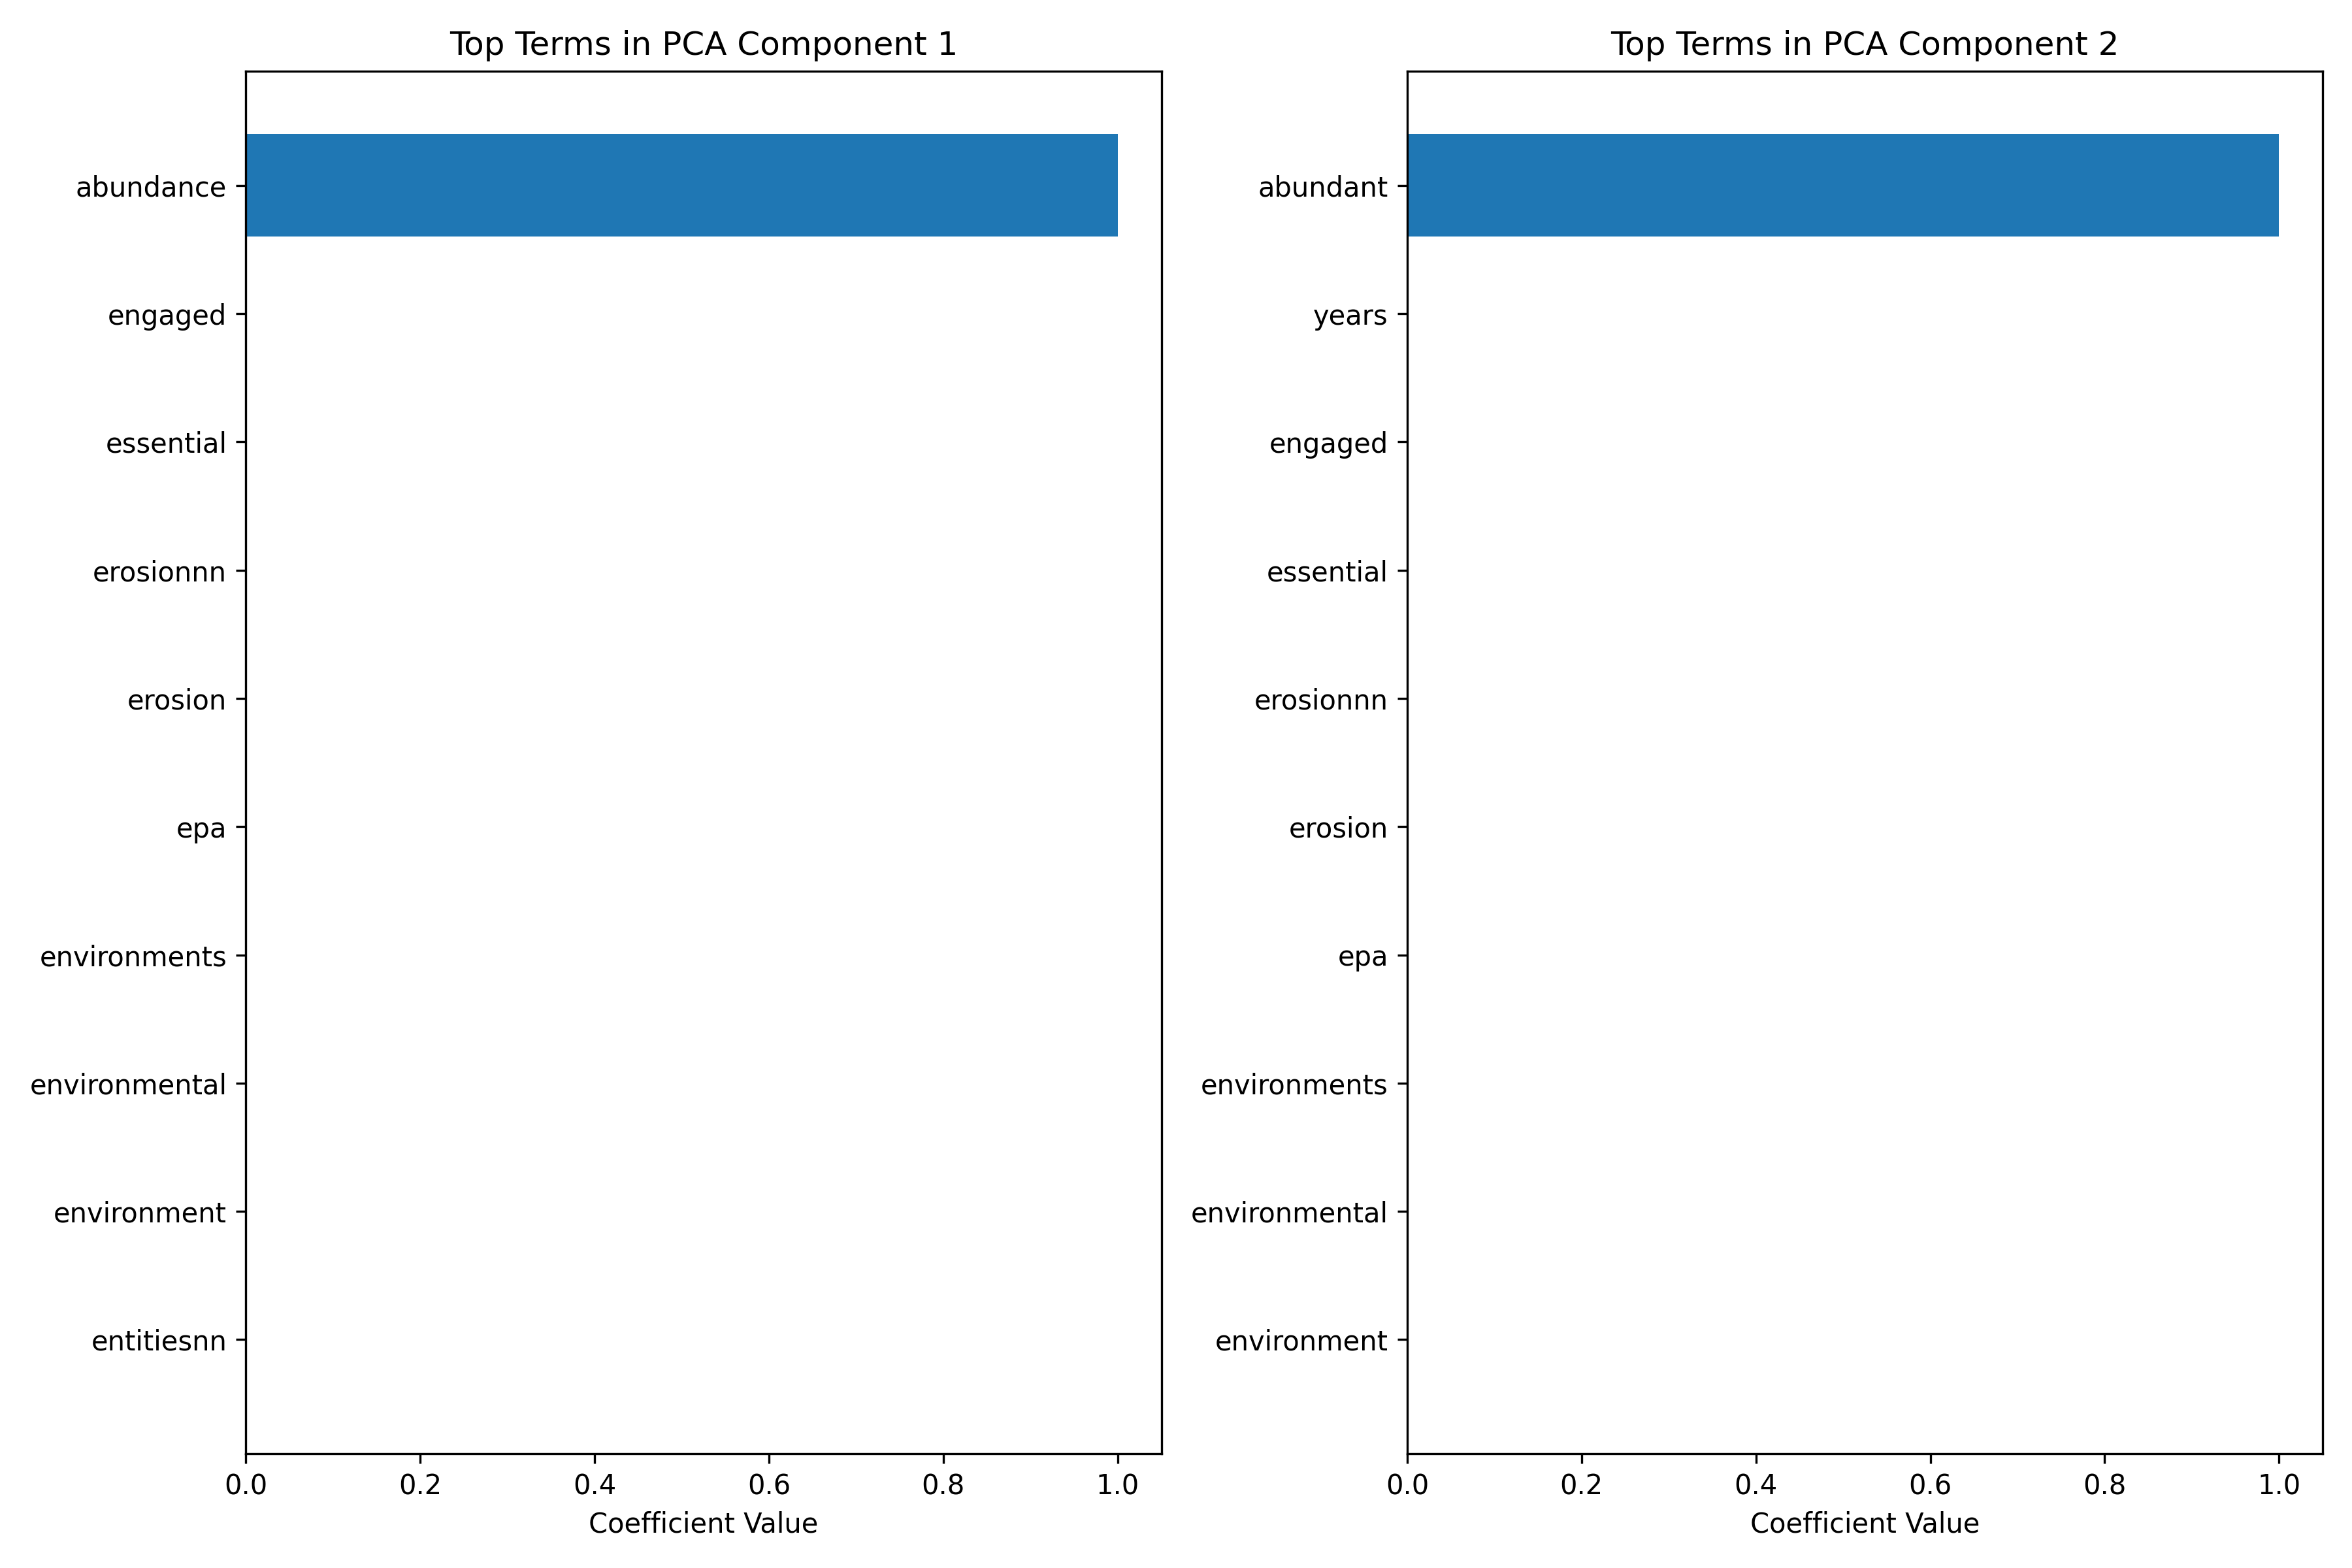 Top Terms in PCA Component 1
abundance
engaged
essential
erosionnn
erosion
epa
environments
environmental
environment
entitiesnn
0.0 0.2 0.4 0.6 0.8 1.0
Coefficient Value
Top Terms in PCA Component 2
abundant
years
engaged
essential
erosionnn
erosion
epa
environments
environmental
environment
0.0 0.2 0.4 0.6 0.8 1.0
Coefficient Value